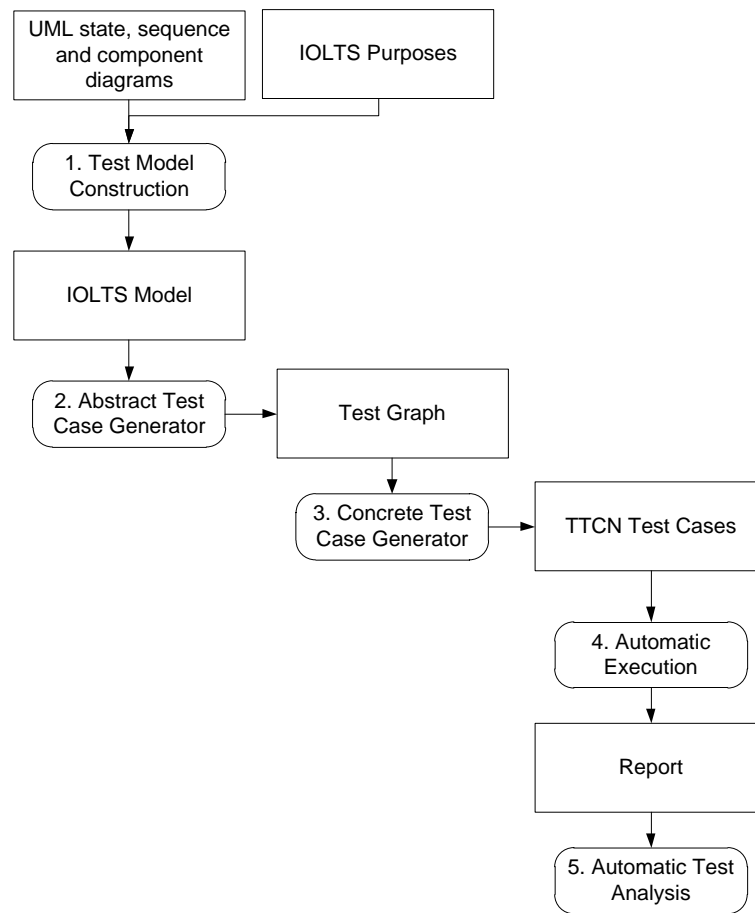 UML state, sequence
and component
diagrams
IOLTS Purposes
1. Test Model
Construction
IOLTS Model
2. Abstract Test
Case Generator
Test Graph
3. Concrete Test
Case Generator
TTCN Test Cases
4. Automatic
Execution
Report
5. Automatic Test
Analysis